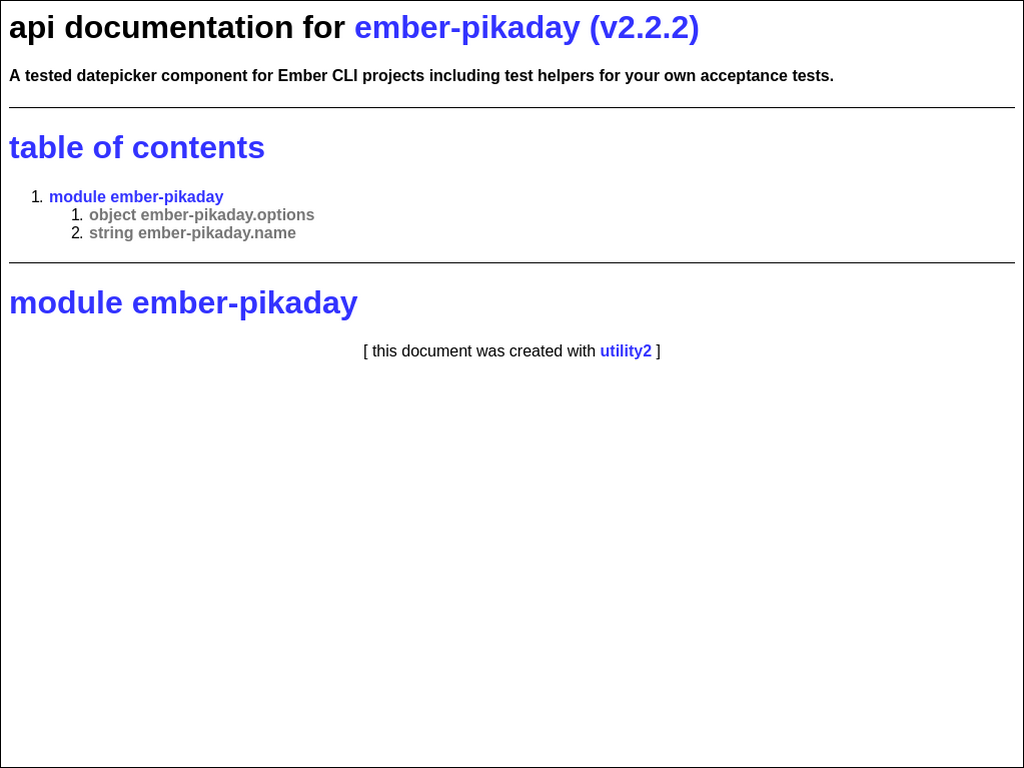 api documentation for ember-pikaday (v2.2.2)
A tested datepicker component for Ember CLI projects including test helpers for your own acceptance tests.
table of contents
1. module ember-pikaday
1. object ember-pikaday.options
2. string ember-pikaday.name
module ember-pikaday
[ this document was created with utility2 ]